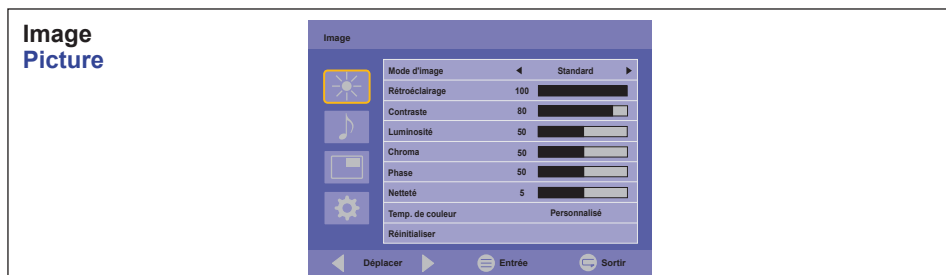 Image
Picture
Image
Mode d'image Standard
Rétroéclairage 100
Contraste 80
Luminosité 50
Chroma 50
Phase 50
Netteté 5
Temp. de couleur Personnalisé
Réinitialiser
Déplacer Entrée Sortir